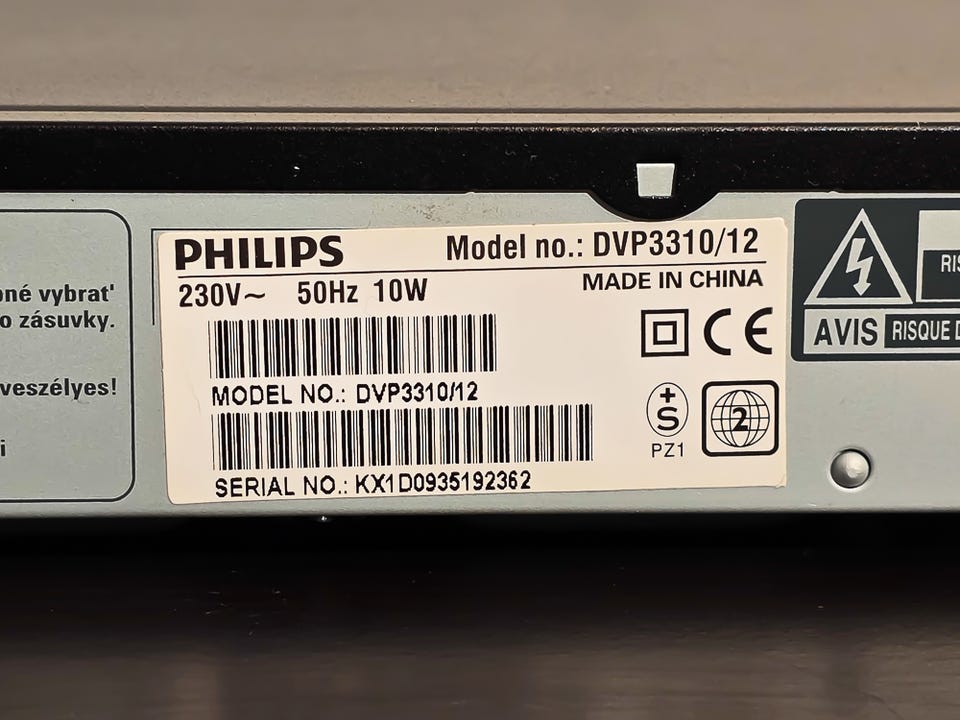 PHILIPS Model no.: DVP3310/12
230V~ 50Hz 10W MADE IN CHINA
MODEL NO.: DVP3310/12
SERIAL NO.: KX1D0935192362
CE
+
S
PZ1
2
vybrat'
zásuvky.
veszélyes!
AVIS RISQUE